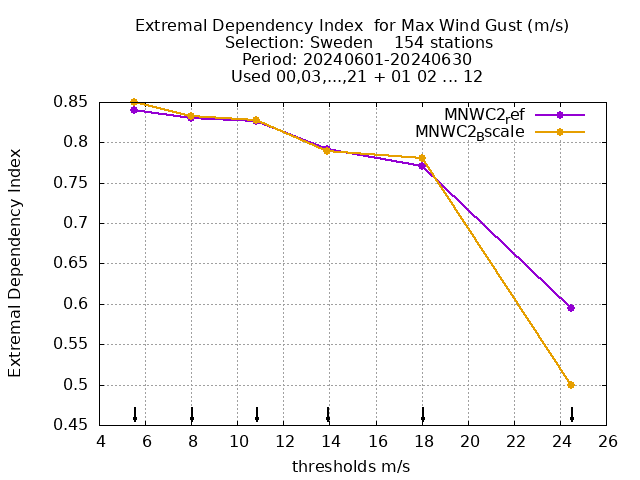 Extremal Dependency Index  for Max Wind Gust (m/s)
Selection: Sweden    154 stations
Period: 20240601-20240630
Used 00,03,...,21 + 01 02 ... 12
MNWC2ref
MNWC2Bscale
Extremal Dependency Index
0.85
0.8
0.75
0.7
0.65
0.6
0.55
0.5
0.45
4 6 8 10 12 14 16 18 20 22 24 26
thresholds m/s